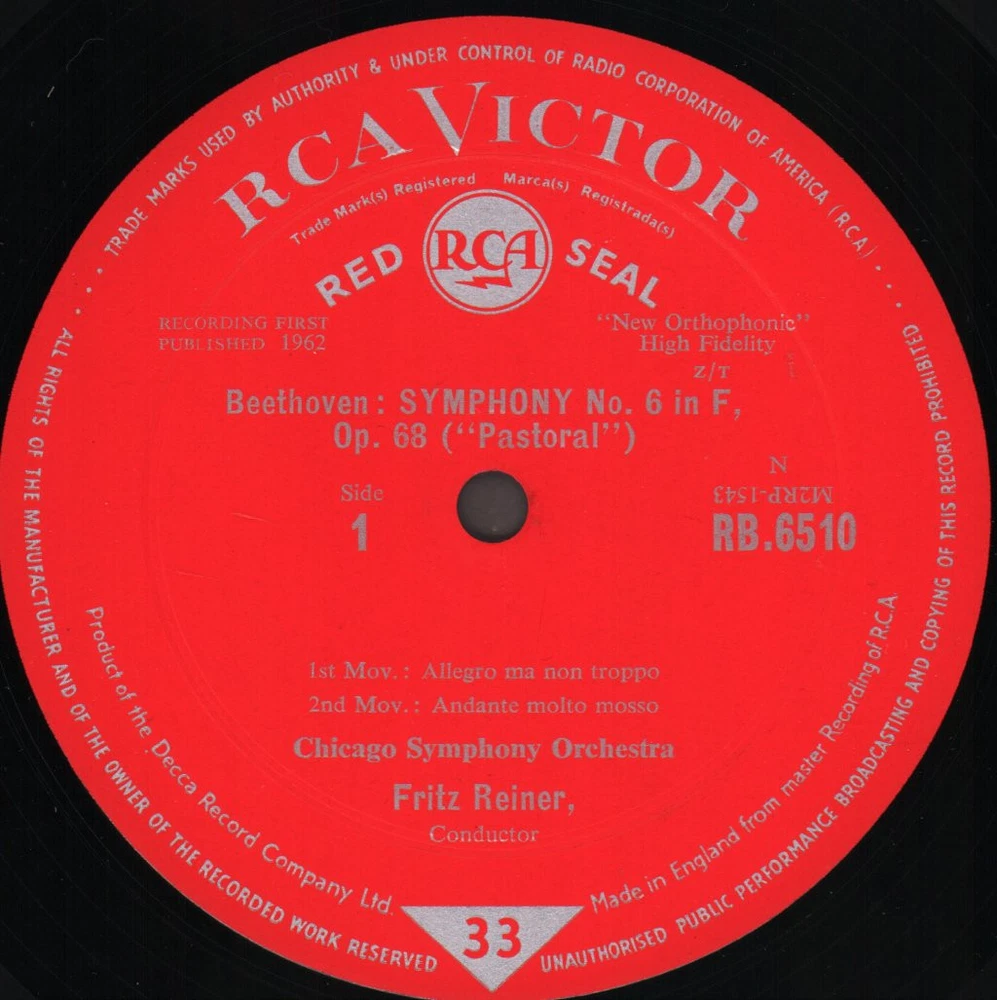 TRADE MARKS USED BY AUTHORITY & UNDER CONTROL OF RADIO CORPORATION OF AMERICA (R.C.A.)
RCA VICTOR
Trade Mark(s) Registered Marca(s) Registrada(s)
RED RCA SEAL
RECORDING FIRST
PUBLISHED 1962
"New Orthophonic"
High Fidelity
Z/T
Beethoven: SYMPHONY No. 6 in F,
Op. 68 ("Pastoral")
Side
1
N
M2RP-1543
RB.6510
1st Mov.: Allegro ma non troppo
2nd Mov.: Andante molto mosso
Chicago Symphony Orchestra
Fritz Reiner,
Conductor
Product of the Decca Record Company Ltd.
Made in England from master Recording of R.C.A
33
ALL RIGHTS OF THE MANUFACTURER AND OF THE OWNER OF THE RECORDED WORK RESERVED
UNAUTHORISED PUBLIC PERFORMANCE BROADCASTING AND COPYING OF THIS RECORD PROHIBITED